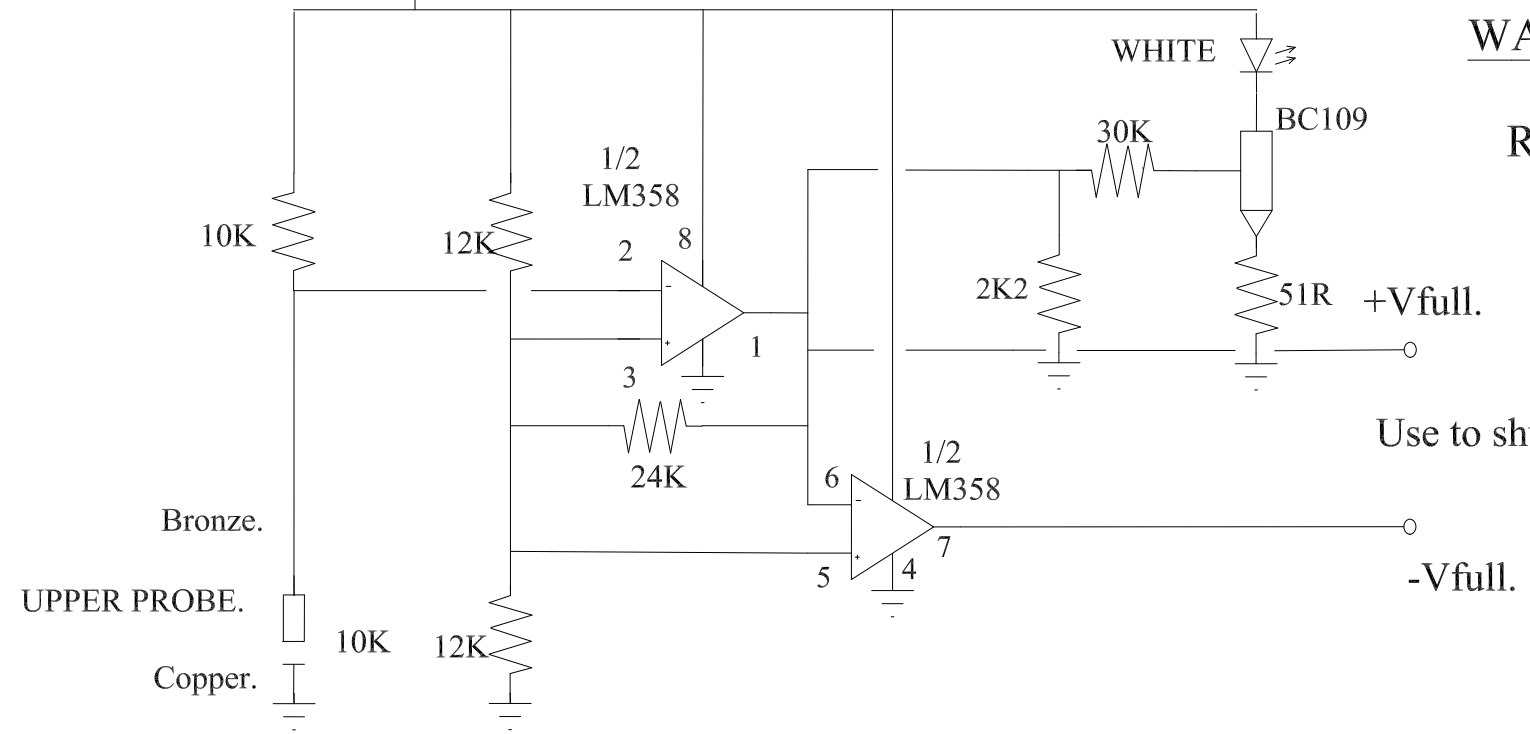 WA
WHITE
BC109
30K
R
1/2
LM358
10K
12K
2
8
2K2
51R
+Vfull.
-
+
1
3
24K
Use to sh
1/2
LM358
6
Bronze.
-
+
7
5
4
-Vfull.
UPPER PROBE.
10K
12K
Copper.